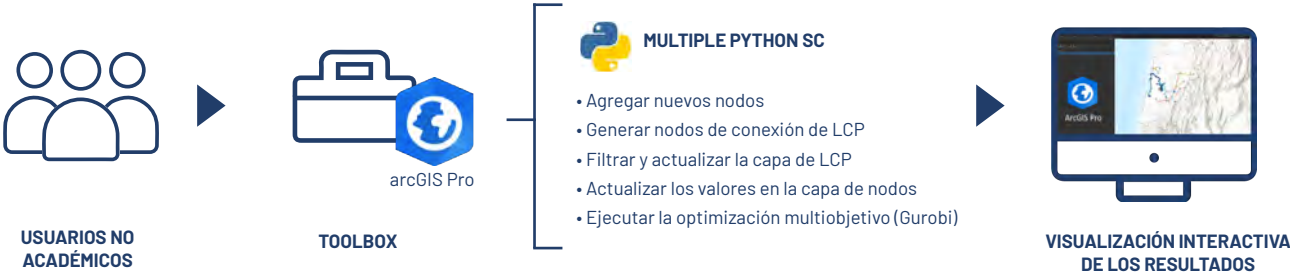 MULTIPLE PYTHON SC
• Agregar nuevos nodos
• Generar nodos de conexión de LCP
• Filtrar y actualizar la capa de LCP
• Actualizar los valores en la capa de nodos
• Ejecutar la optimización multiobjetivo (Gurobi)
arcGIS Pro
ArcGIS Pro
USUARIOS NO
ACADÉMICOS
TOOLBOX
VISUALIZACIÓN INTERACTIVA
DE LOS RESULTADOS